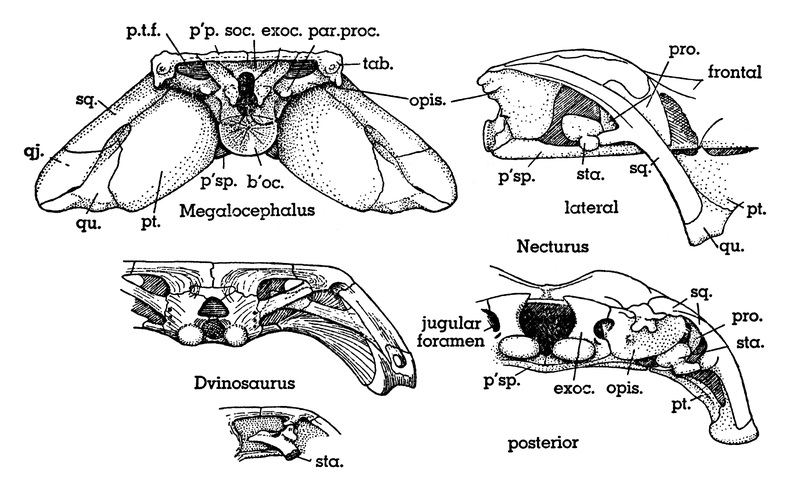 p.t.f. p'p. soc. exoc. par.proc.
tab.
sq.
opis.
qj.
p'sp. b'oc.
qu. pt.
Megalocephalus
pro.
frontal
p'sp. sta. sq.
pt.
lateral
qu.
Necturus
Dvinosaurus
sta.
sq.
jugular
foramen
pro.
sta.
p'sp. exoc. opis.
pt.
posterior